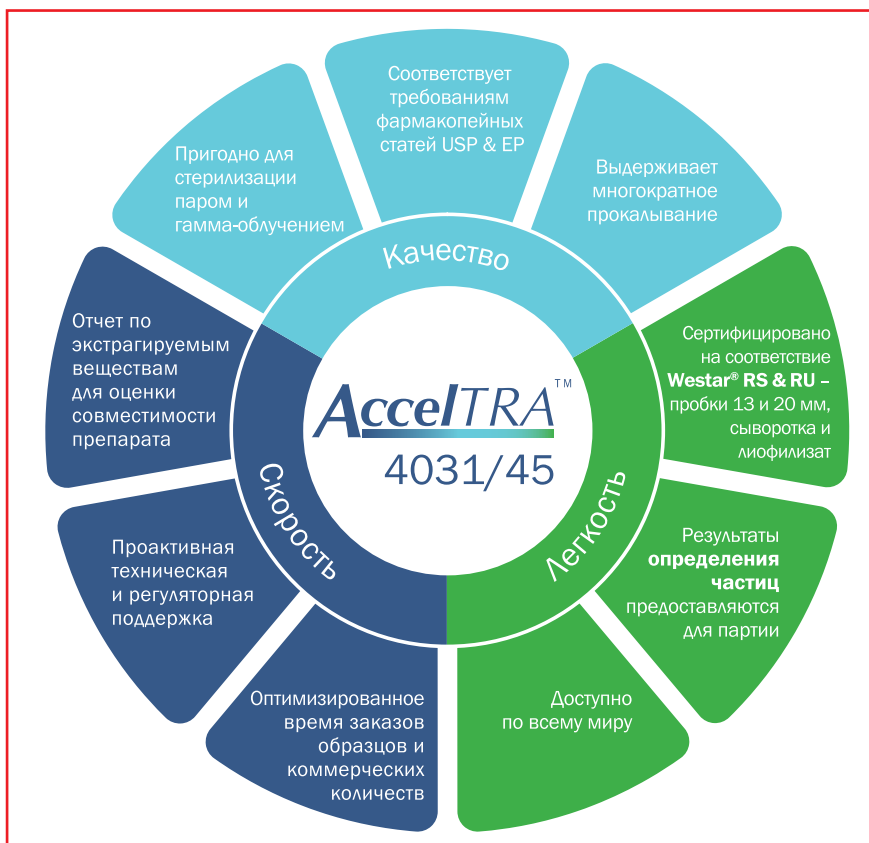 Соответствует
требованиям
фармакопейных
статей USP & EP
Пригодно для
стерилизации
паром и
гамма-облучением
Выдерживает
многократное
прокалывание
Качество
Отчет по
экстрагируемым
веществам
для оценки
совместимости
препарата
Сертифицировано
на соответствие
Westar® RS & RU –
пробки 13 и 20 мм,
сыворотка и
лиофилизат
AccelTRA™
4031/45
Скорость
Легкость
Проактивная
техническая
и регуляторная
поддержка
Результаты
определения
частиц
предоставляются
для партии
Оптимизированное
время заказов
образцов и
коммерческих
количеств
Доступно
по всему миру